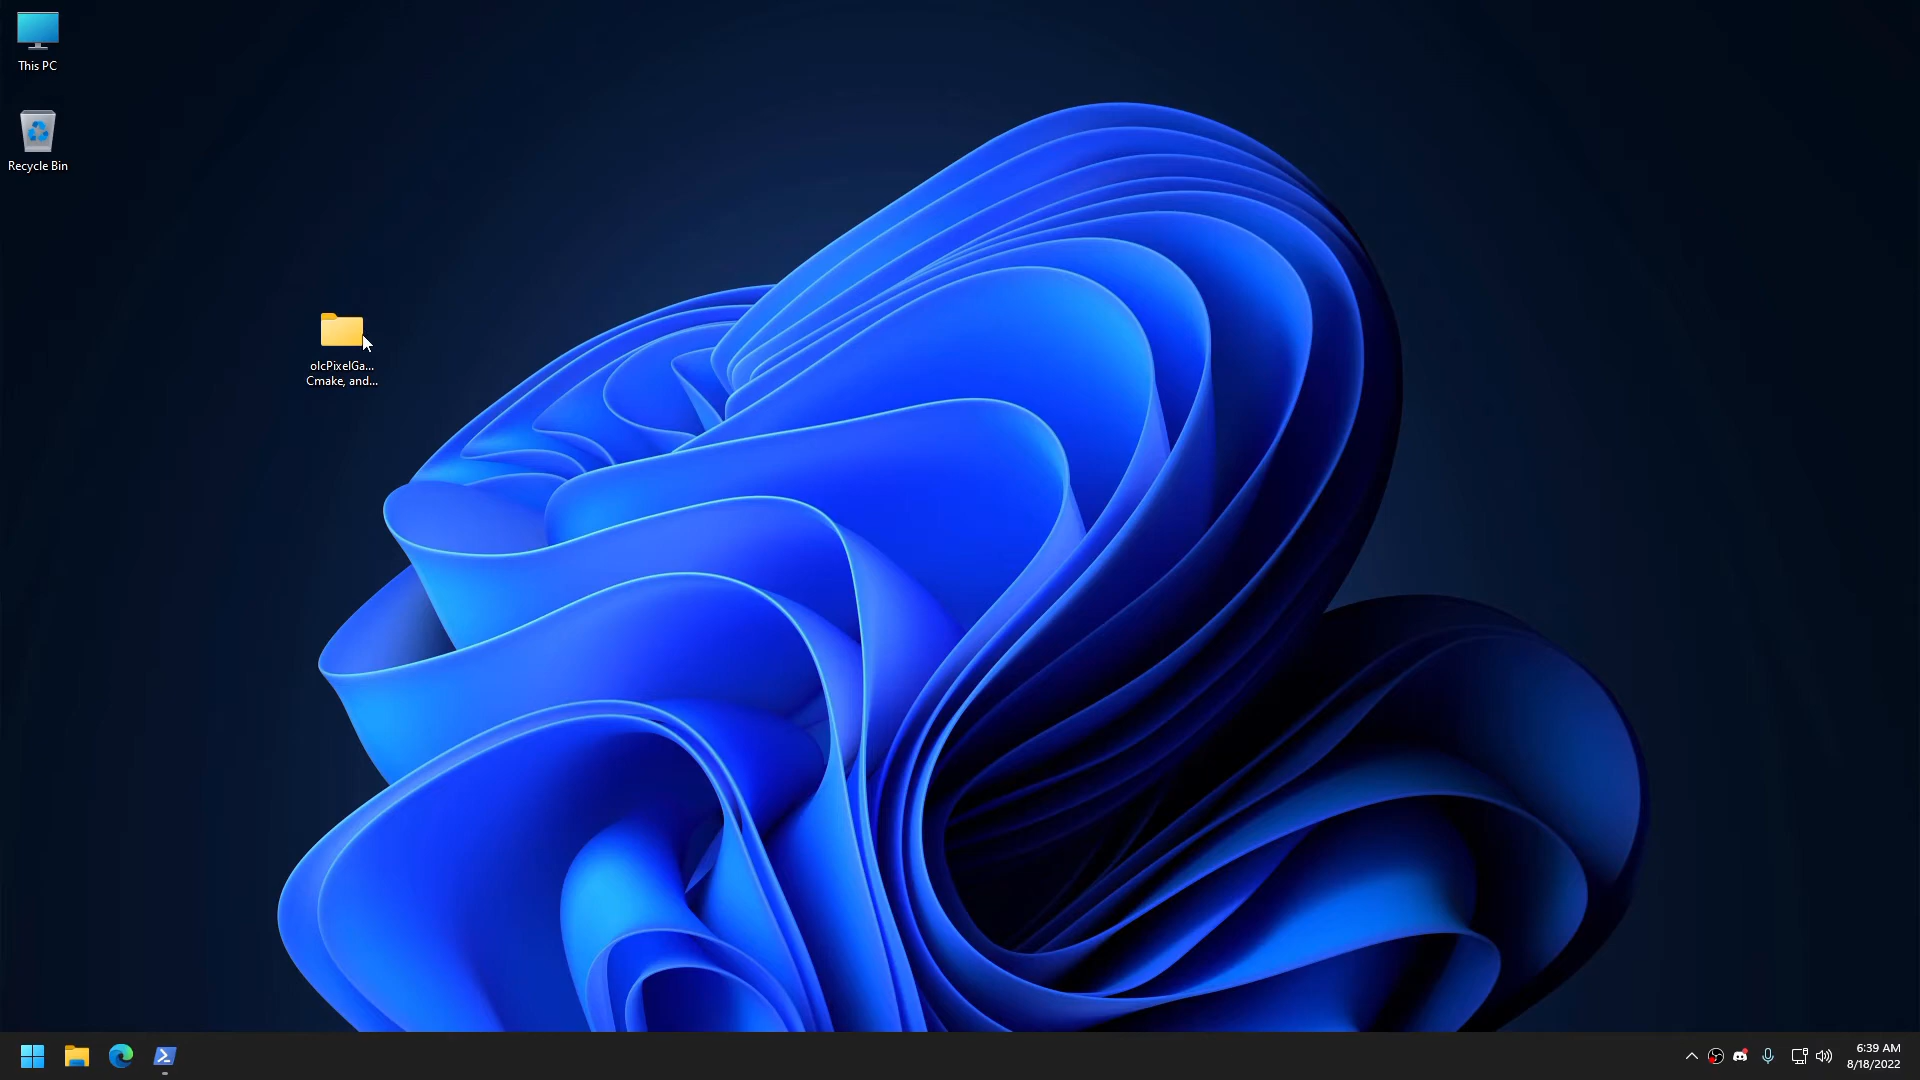 This PC
Recycle Bin
olcPixelGa...
Cmake, and...
6:39 AM
8/18/2022